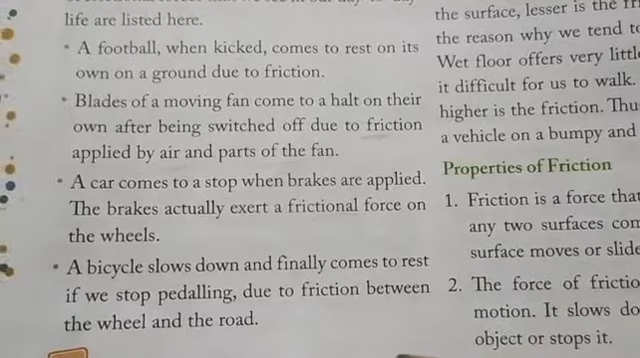 life are listed here.
• A football, when kicked, comes to rest on its
own on a ground due to friction.
• Blades of a moving fan come to a halt on their
own after being switched off due to friction
applied by air and parts of the fan.
• A car comes to a stop when brakes are applied.
The brakes actually exert a frictional force on
the wheels.
• A bicycle slows down and finally comes to rest
if we stop pedalling, due to friction between
the wheel and the road.
the surface, lesser is the
the reason why we tend
Wet floor offers very
it difficult for us to walk.
higher is the friction.
a vehicle on a bumpy and
Properties of Friction
1. Friction is a force
any two surfaces
surface moves or
2. The force of
motion. It slows
object or stops it.